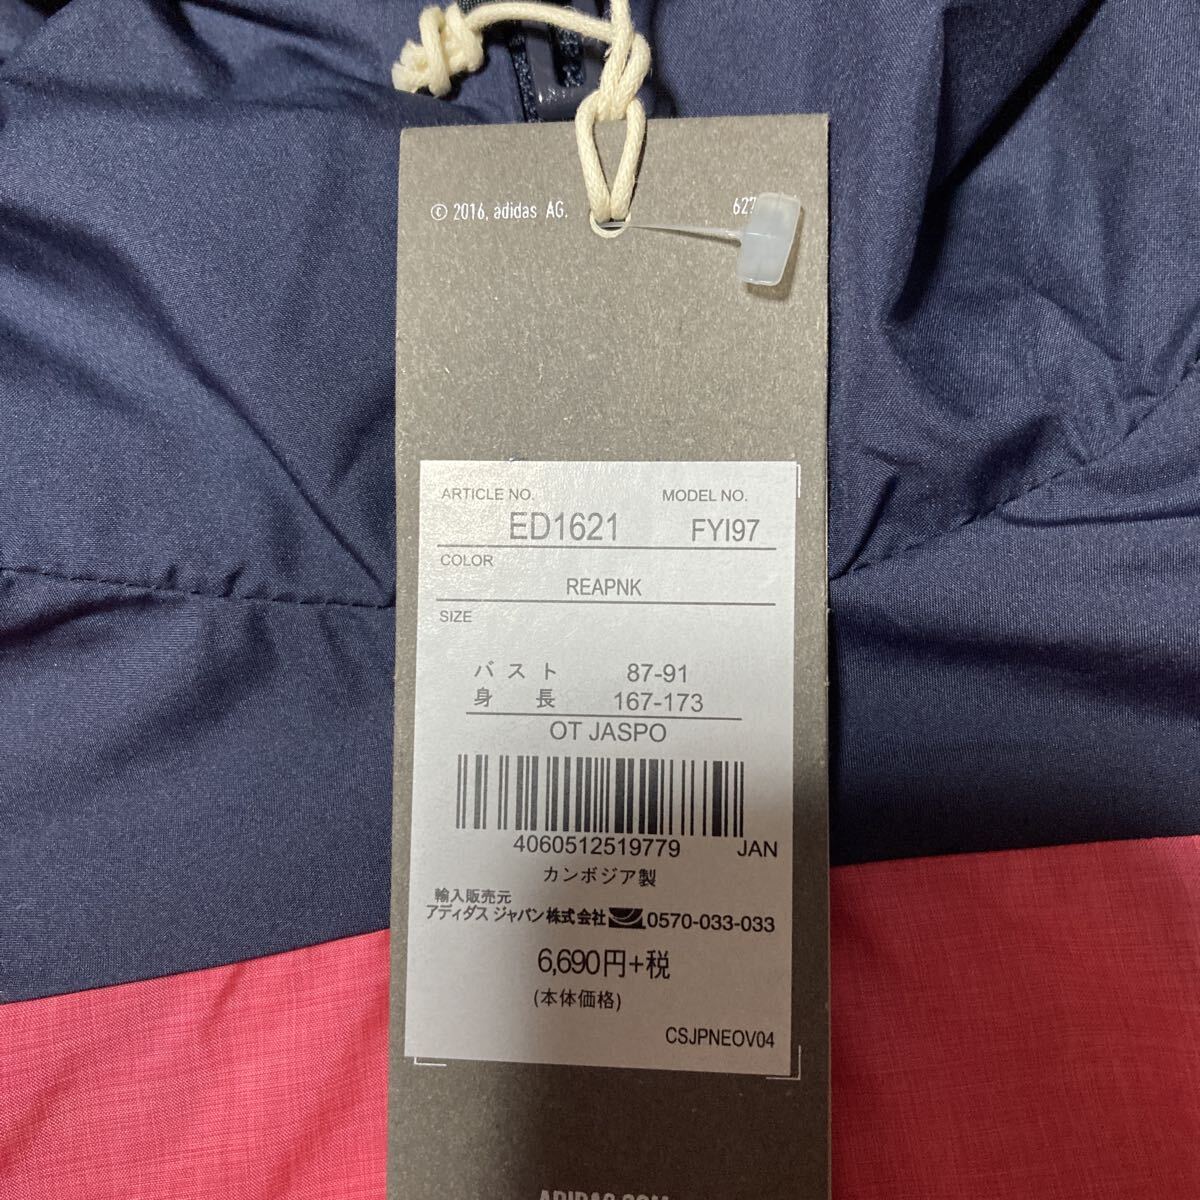 © 2016, adidas AG.
ARTICLE NO. MODEL NO.
ED1621 FYI97
COLOR
REAPNK
SIZE
バスト 87-91
身長 167-173
OT JASPO
4060512519779 JAN
カンボジア製
輸入販売元
アディダス ジャパン株式会社 0570-033-033
6,690円+税
(本体価格)
CSJPNEOV04